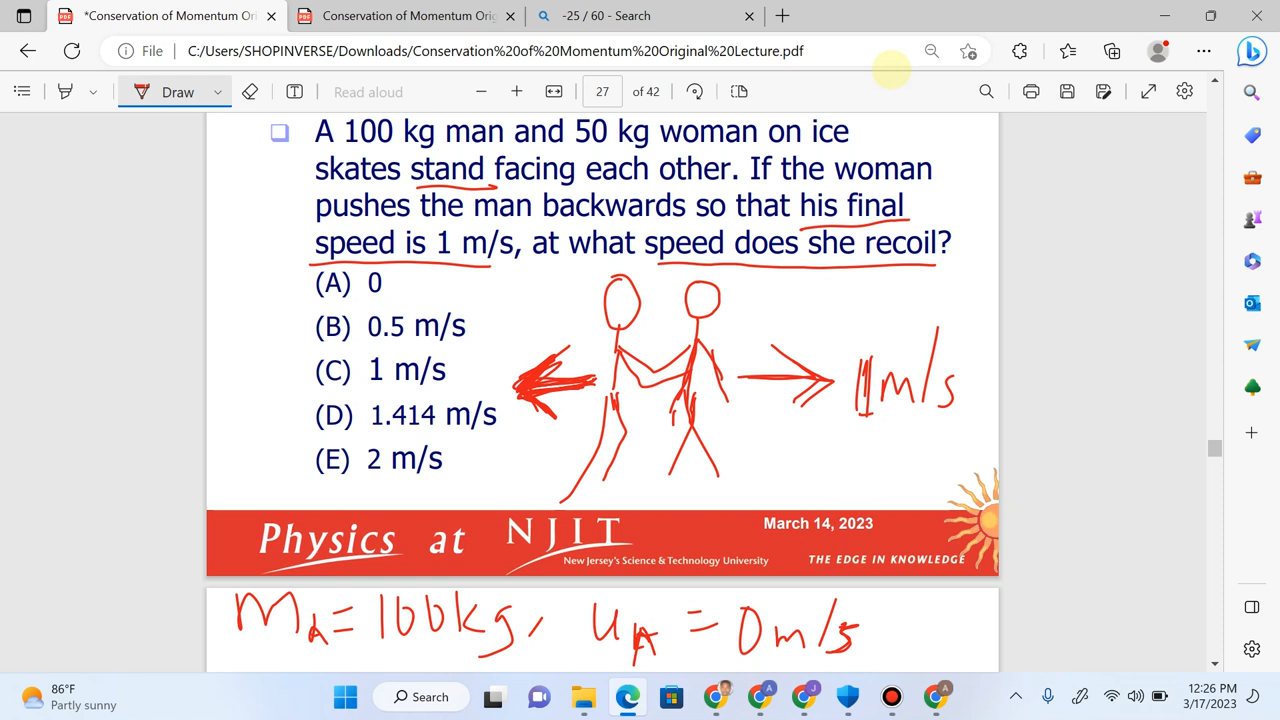 *Conservation of Momentum Ori
Conservation of Momentum Orig
-25 / 60 - Search
File
C:/Users/SHOPINVERSE/Downloads/Conservation%20of%20Momentum%20Original%20Lecture.pdf
Draw
Read aloud
27 of 42
A 100 kg man and 50 kg woman on ice
skates stand facing each other. If the woman
pushes the man backwards so that his final
speed is 1 m/s, at what speed does she recoil?
(A) 0
(B) 0.5 m/s
(C) 1 m/s
(D) 1.414 m/s
(E) 2 m/s
1m/s
Physics at NJIT
New Jersey's Science & Technology University
March 14, 2023
THE EDGE IN KNOWLEDGE
MA = 100kg, uA = 0m/s
86°F
Partly sunny
Search
12:26 PM
3/17/2023